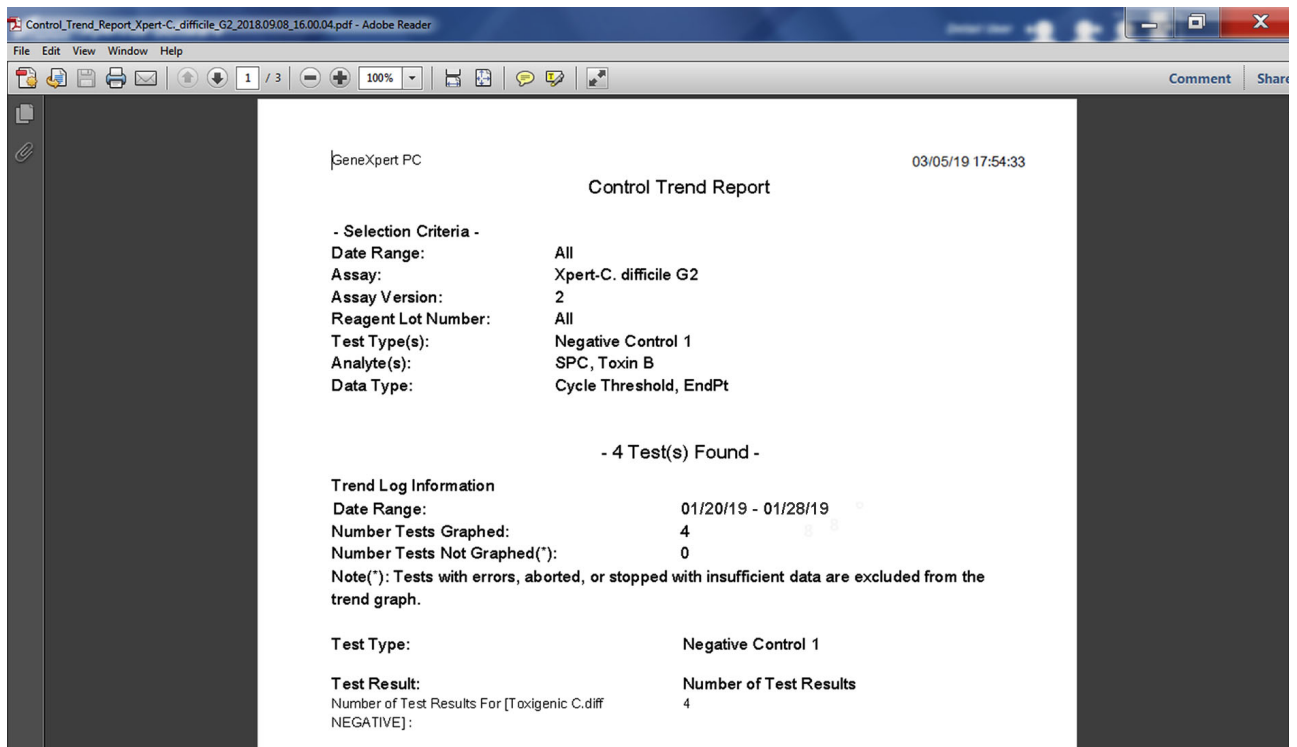 Control_Trend_Report_Xpert-C._difficile_G2_2018.09.08_16.00.04.pdf - Adobe Reader
File Edit View Window Help
1 / 3 100% Comment Share
GeneXpert PC 03/05/19 17:54:33
Control Trend Report
- Selection Criteria -
Date Range: All
Assay: Xpert-C. difficile G2
Assay Version: 2
Reagent Lot Number: All
Test Type(s): Negative Control 1
Analyte(s): SPC, Toxin B
Data Type: Cycle Threshold, EndPt
- 4 Test(s) Found -
Trend Log Information
Date Range: 01/20/19 - 01/28/19
Number Tests Graphed: 4
Number Tests Not Graphed(*): 0
Note(*): Tests with errors, aborted, or stopped with insufficient data are excluded from the
trend graph.
Test Type: Negative Control 1
Test Result: Number of Test Results
Number of Test Results For [Toxigenic C.diff 4
NEGATIVE] :